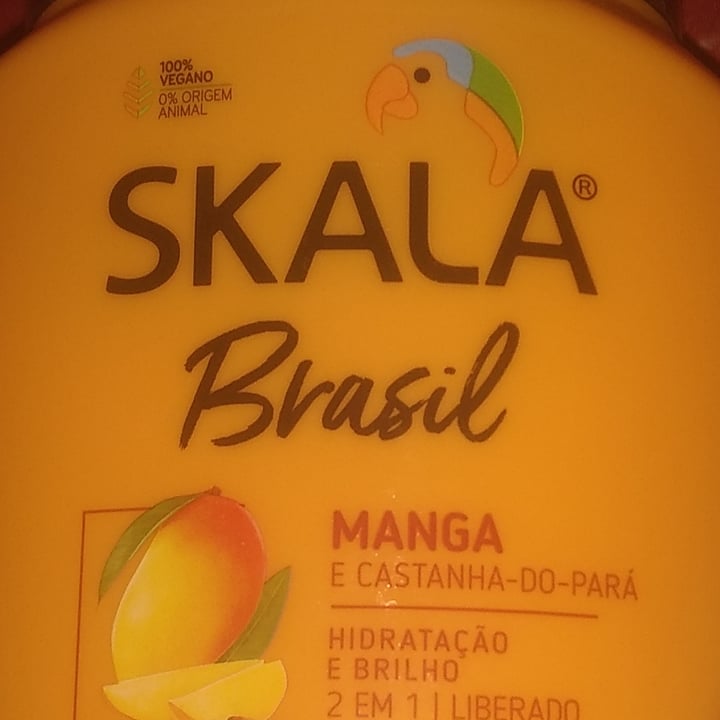 100%
VEGANO
0% ORIGEM
ANIMAL
SKALA®
Brasil
MANGA
E CASTANHA-DO-PARÁ
HIDRATAÇÃO
E BRILHO
2 EM 1 | LIBERADO